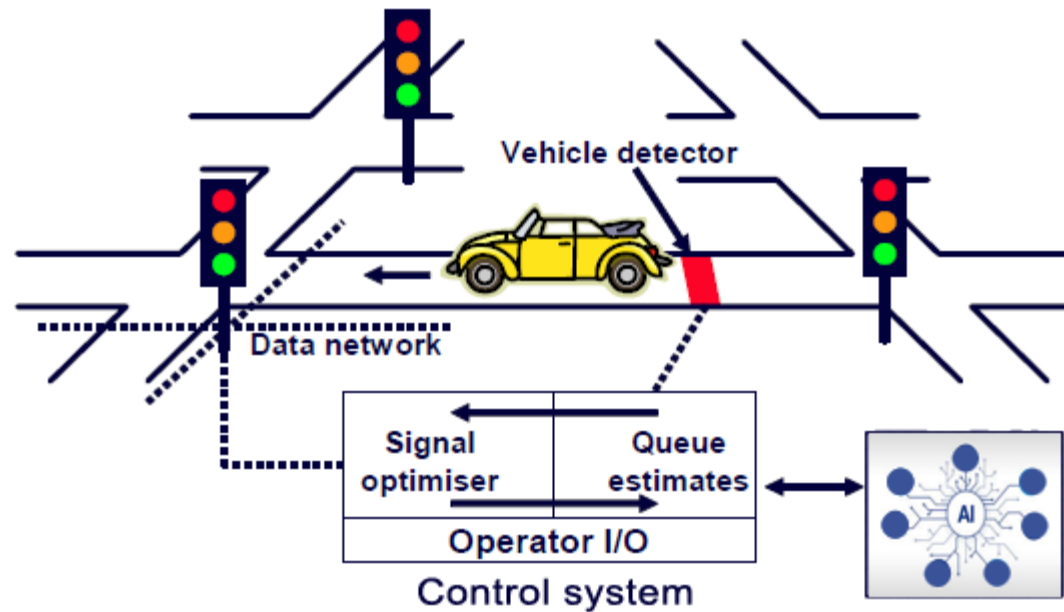 Vehicle detector
Data network
Signal
optimiser
Queue
estimates
AI
Operator I/O
Control system